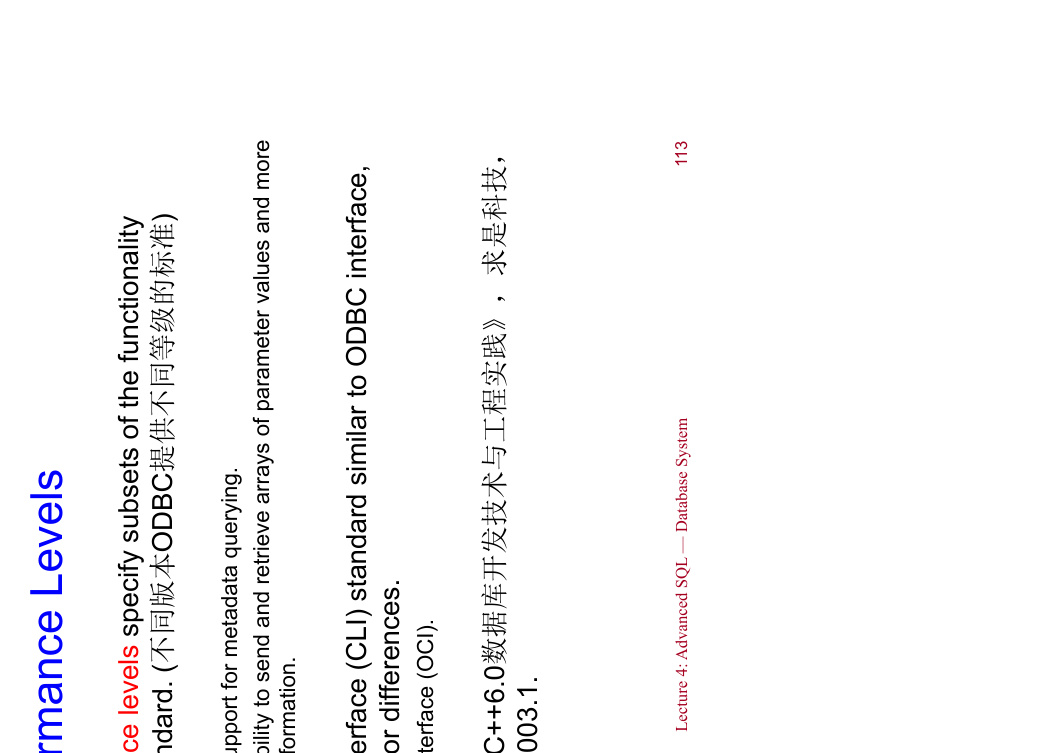 rmance Levels
ce levels specify subsets of the functionality
ndard. (不同版本ODBC提供不同等级的标准)
upport for metadata querying.
bility to send and retrieve arrays of parameter values and more
formation.
erface (CLI) standard similar to ODBC interface,
or differences.
terface (OCI).
C++6.0数据库开发技术与工程实践》，求是科技,
003.1.
Lecture 4: Advanced SQL — Database System
113